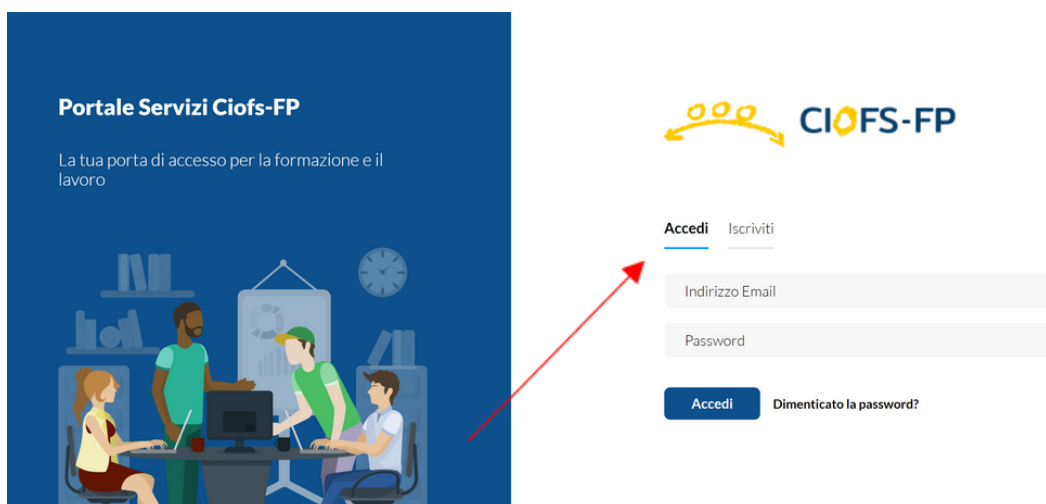 Portale Servizi Ciofs-FP
La tua porta di accesso per la formazione e il
lavoro
CIOFS-FP
Accedi Iscriviti
Indirizzo Email
Password
Accedi Dimenticato la password?